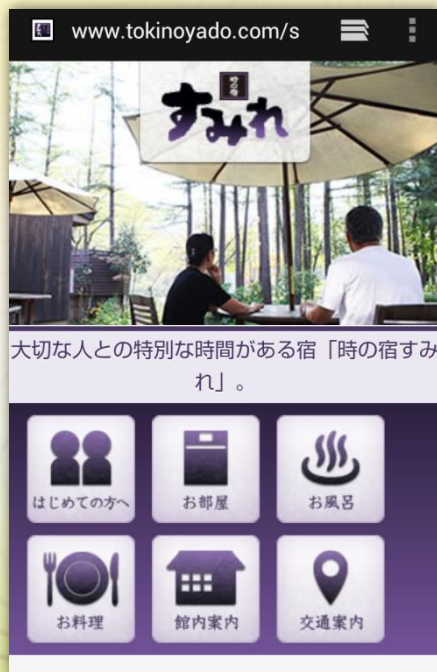 www.tokinoyado.com/s
時の宿
すみれ
大切な人との特別な時間がある宿「時の宿すみ
れ」。
はじめての方へ
お部屋
お風呂
お料理
館内案内
交通案内